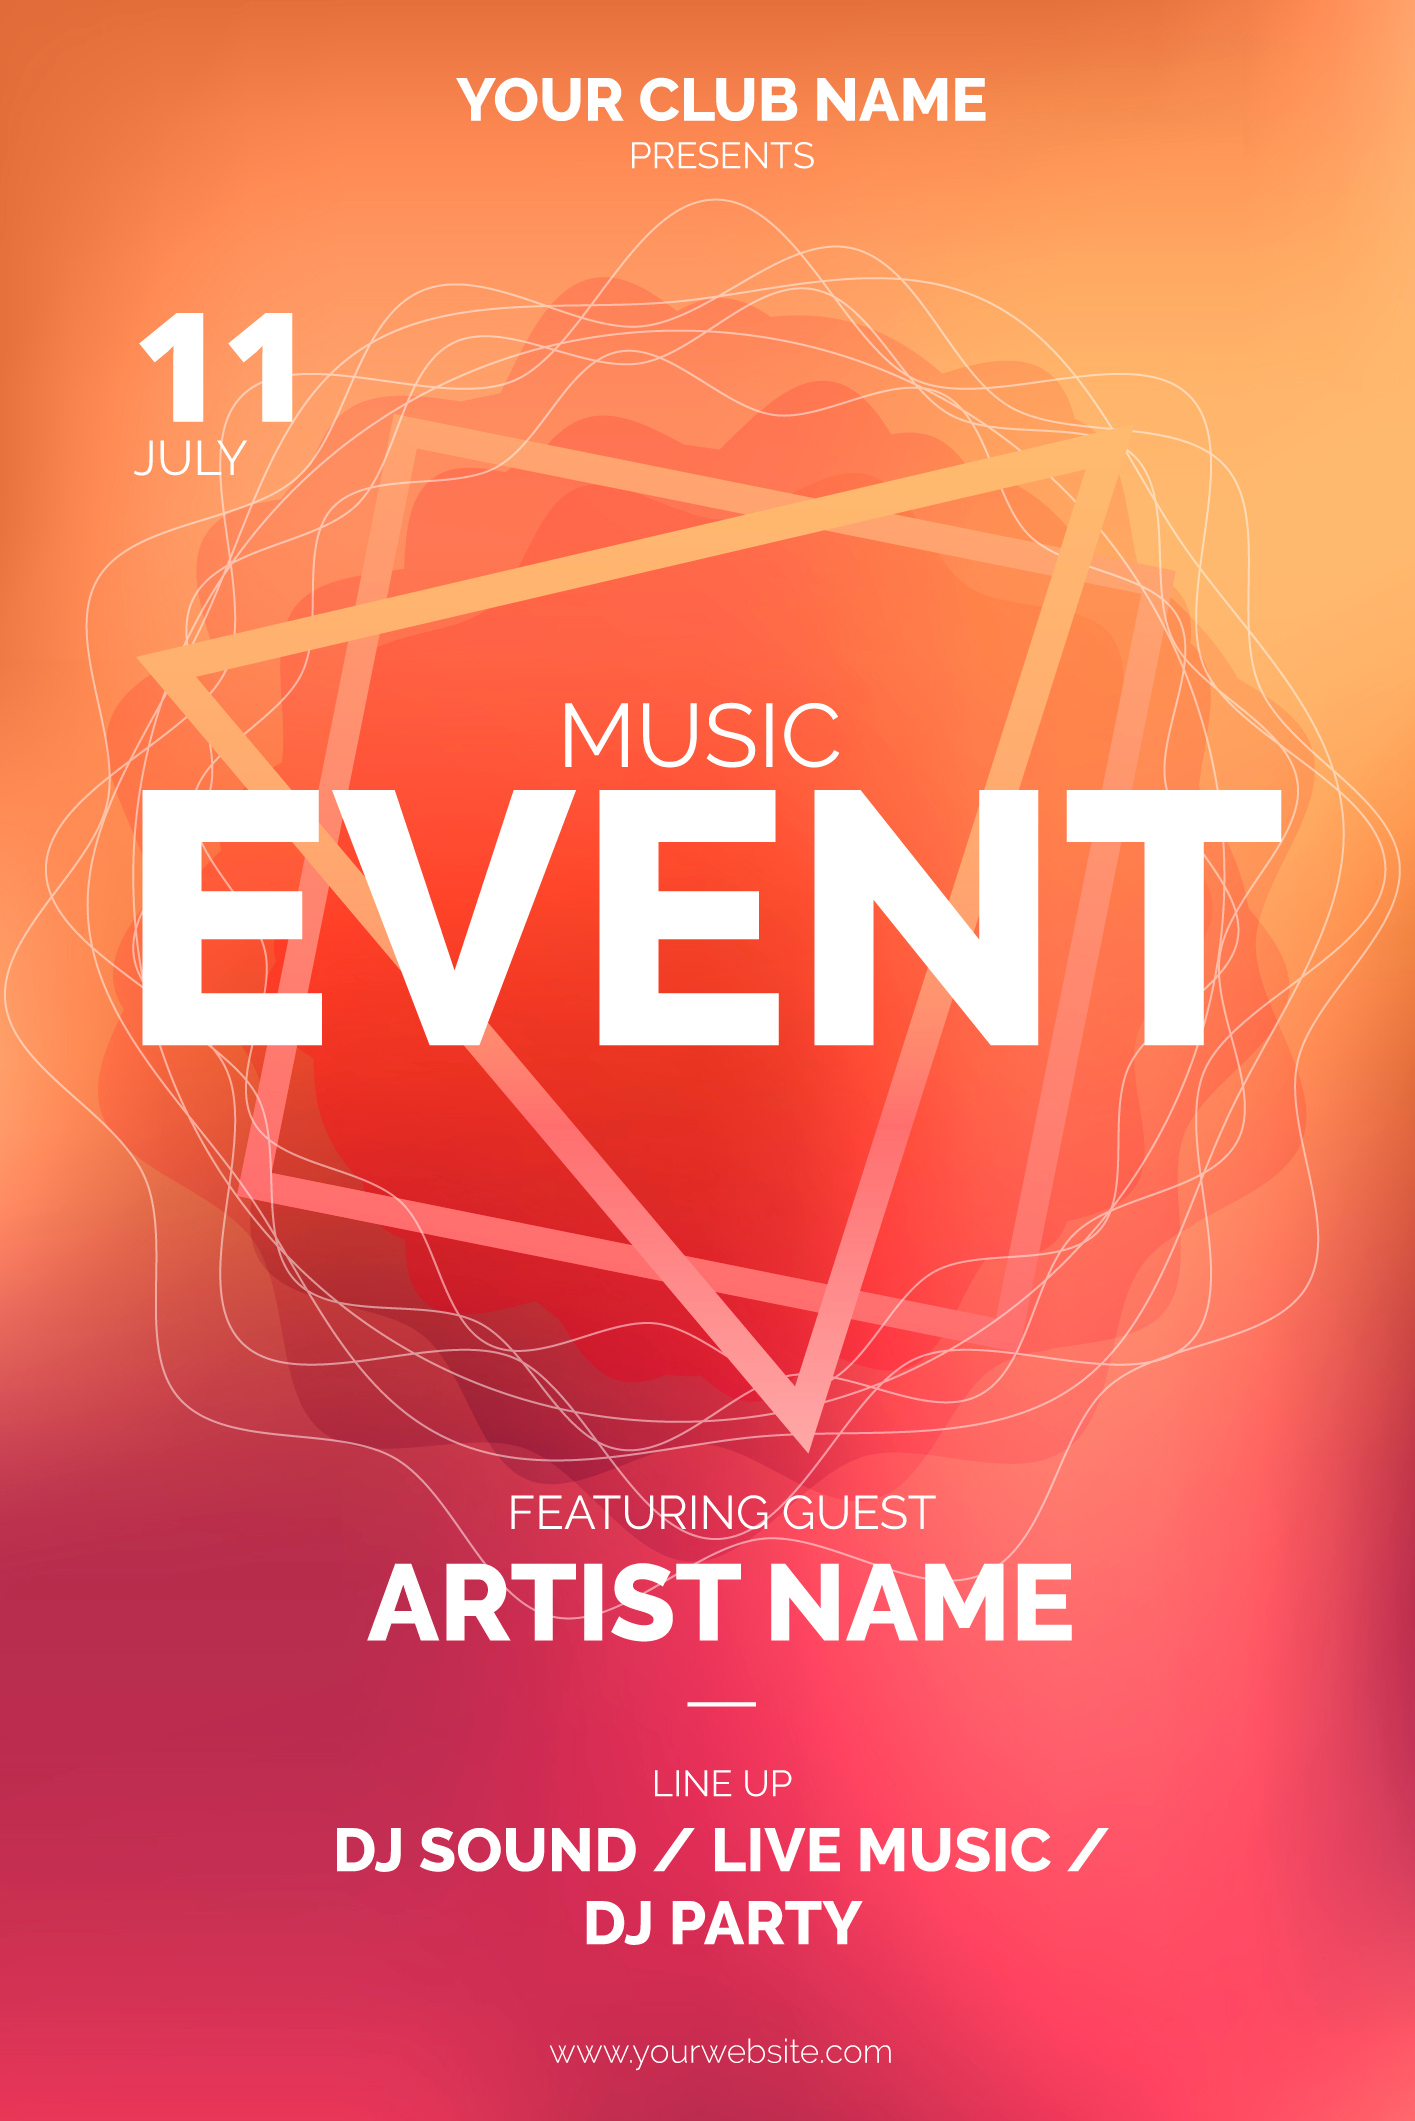 YOUR CLUB NAME
PRESENTS
11
JULY
MUSIC
EVENT
FEATURING GUEST
ARTIST NAME
LINE UP
DJ SOUND / LIVE MUSIC /
DJ PARTY
www.yourwebsite.com